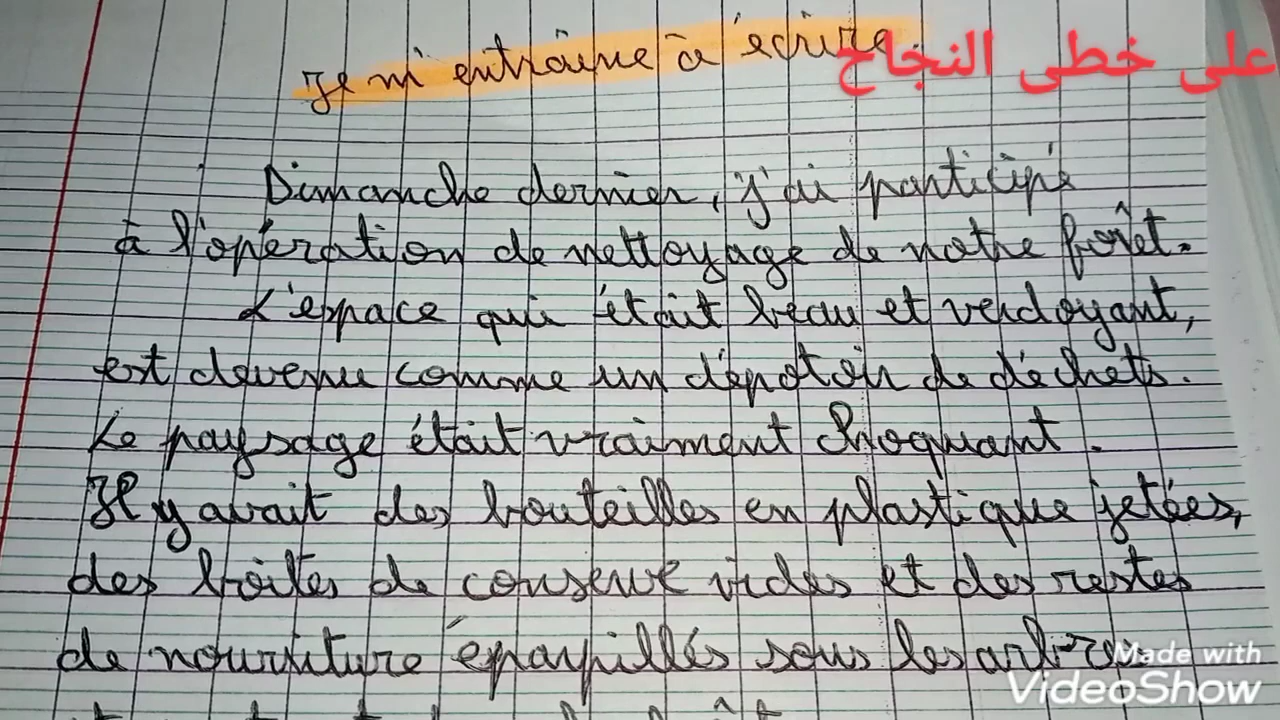 Je m'entraîne à écrire.
على خطى النجاح
Dimanche dernier, j'ai participé
à l'opération de nettoyage de notre forêt.
L'espace qui était beau et verdoyant,
est devenu comme un dépotoir de déchets.
Le paysage était vraiment choquant.
Il y avait des bouteilles en plastique jetées,
des boîtes de conserve vides et des restes
de nourriture éparpillés sous les arbres
Made with
VideoShow